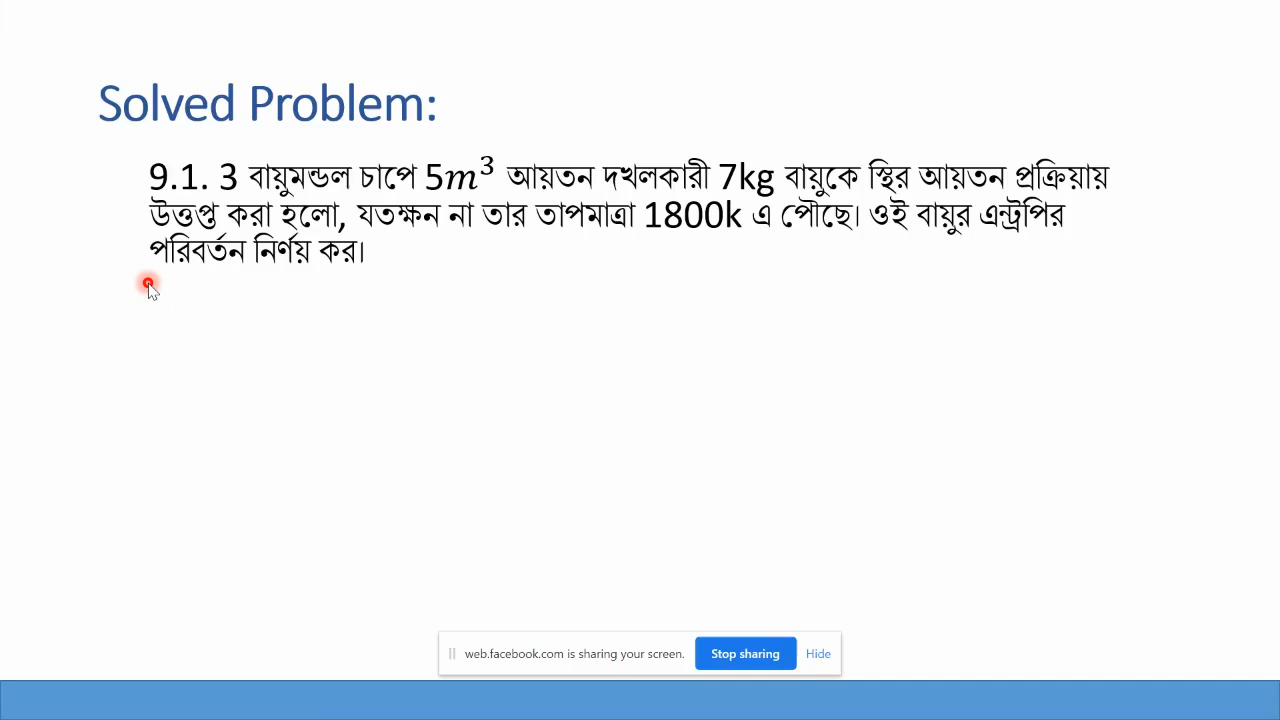 Solved Problem:
9.1. 3 বায়ুমন্ডল চাপে 5m³ আয়তন দখলকারী 7kg বায়ুকে স্থির আয়তন প্রক্রিয়ায়
উত্তপ্ত করা হলো, যতক্ষন না তার তাপমাত্রা 1800k এ পৌছে। ওই বায়ুর এন্ট্রপির
পরিবর্তন নির্ণয় কর।
web.facebook.com is sharing your screen. Stop sharing Hide